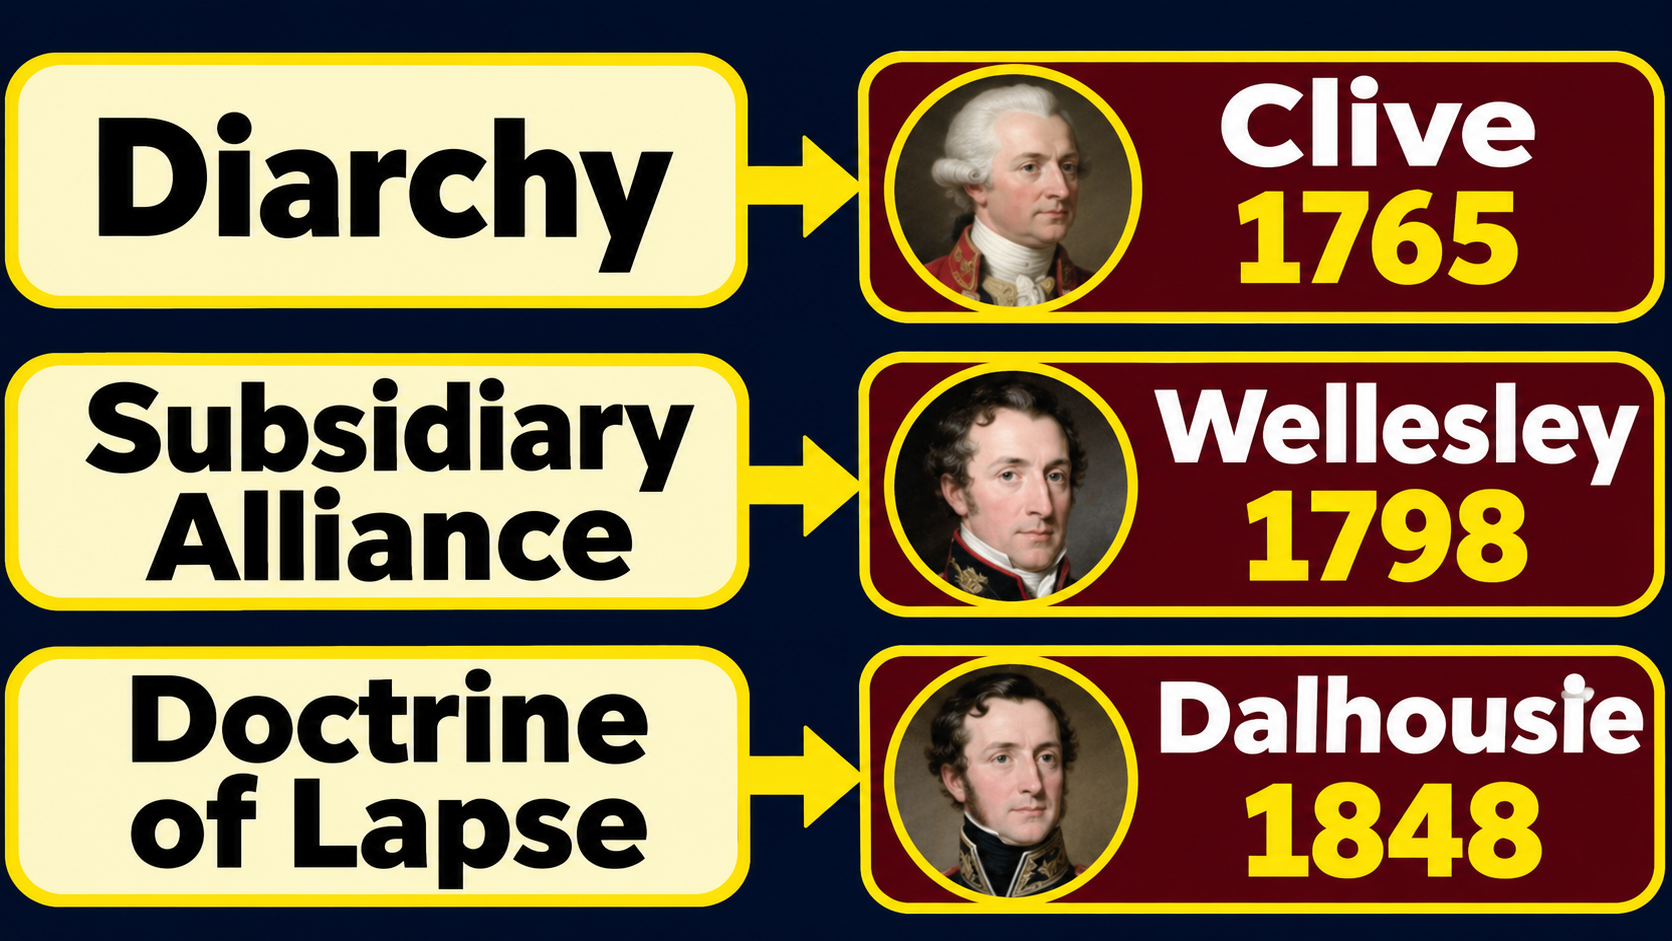 Diarchy
Clive
1765
Subsidiary
Alliance
Wellesley
1798
Doctrine
of Lapse
Dalhousie
1848